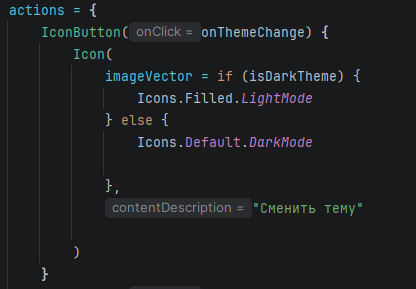 actions = {
IconButton( onClick = onThemeChange) {
Icon(
imageVector = if (isDarkTheme) {
Icons.Filled.LightMode
} else {
Icons.Default.DarkMode
},
contentDescription = "Сменить тему"
)
}